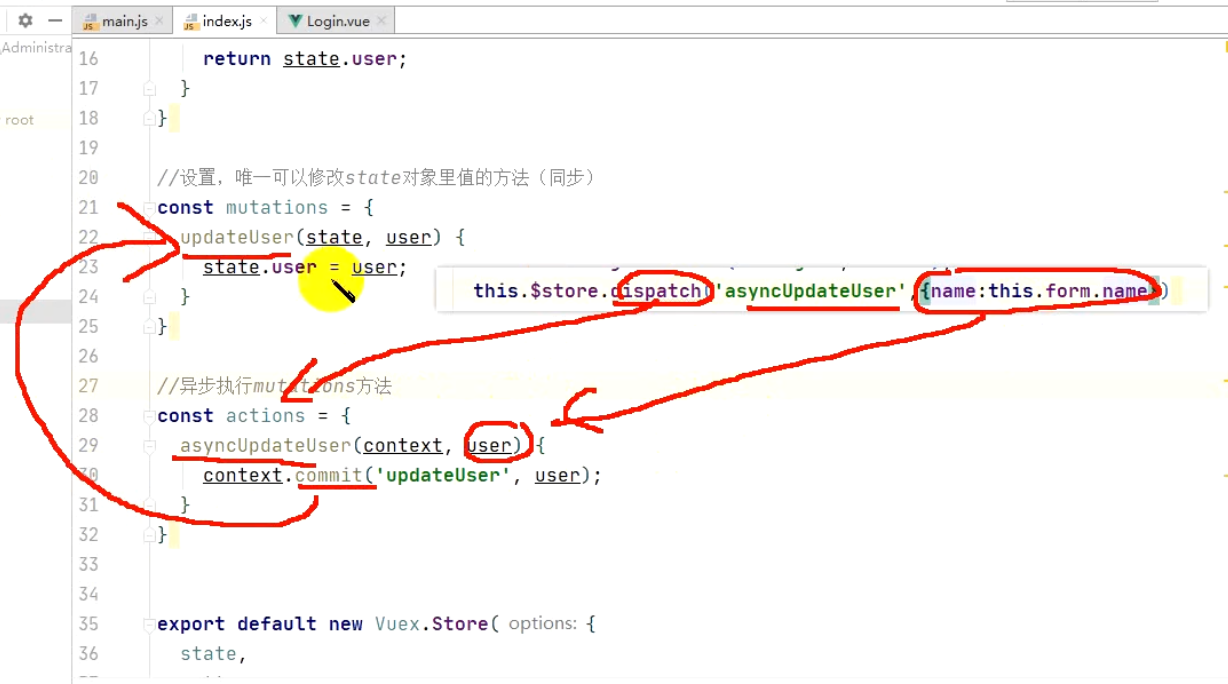 main.js index.js Login.vue
Administra
16 return state.user;
17 }
18 }
root
19
20 //设置，唯一可以修改state对象里值的方法（同步）
21 const mutations = {
22 updateUser(state, user) {
23 state.user = user;
this.$store.dispatch('asyncUpdateUser',{name:this.form.name})
24 }
25 }
26
27 //异步执行mutations方法
28 const actions = {
29 asyncUpdateUser(context, user) {
30 context.commit('updateUser', user);
31 }
32 }
33
34
35 export default new Vuex.Store( options: {
36 state,